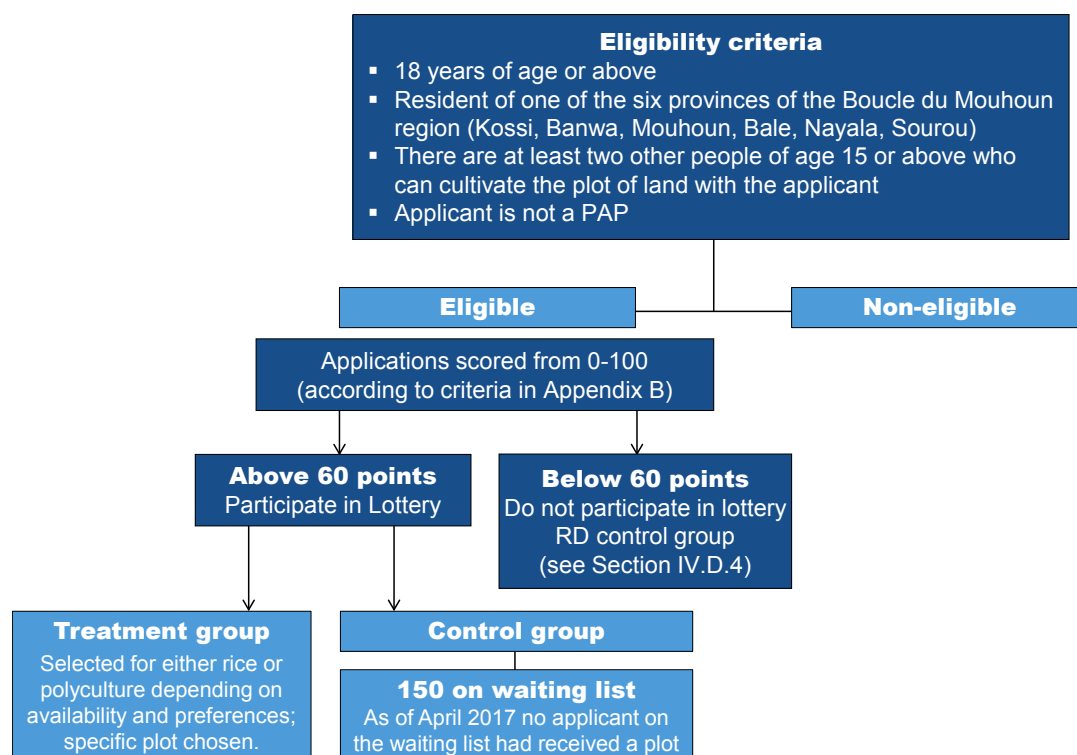 Eligibility criteria
▪ 18 years of age or above
▪ Resident of one of the six provinces of the Boucle du Mouhoun
region (Kossi, Banwa, Mouhoun, Bale, Nayala, Sourou)
▪ There are at least two other people of age 15 or above who
can cultivate the plot of land with the applicant
▪ Applicant is not a PAP
Eligible
Non-eligible
Applications scored from 0-100
(according to criteria in Appendix B)
Above 60 points
Participate in Lottery
Below 60 points
Do not participate in lottery
RD control group
(see Section IV.D.4)
Treatment group
Selected for either rice or
polyculture depending on
availability and preferences;
specific plot chosen.
Control group
150 on waiting list
As of April 2017 no applicant on
the waiting list had received a plot